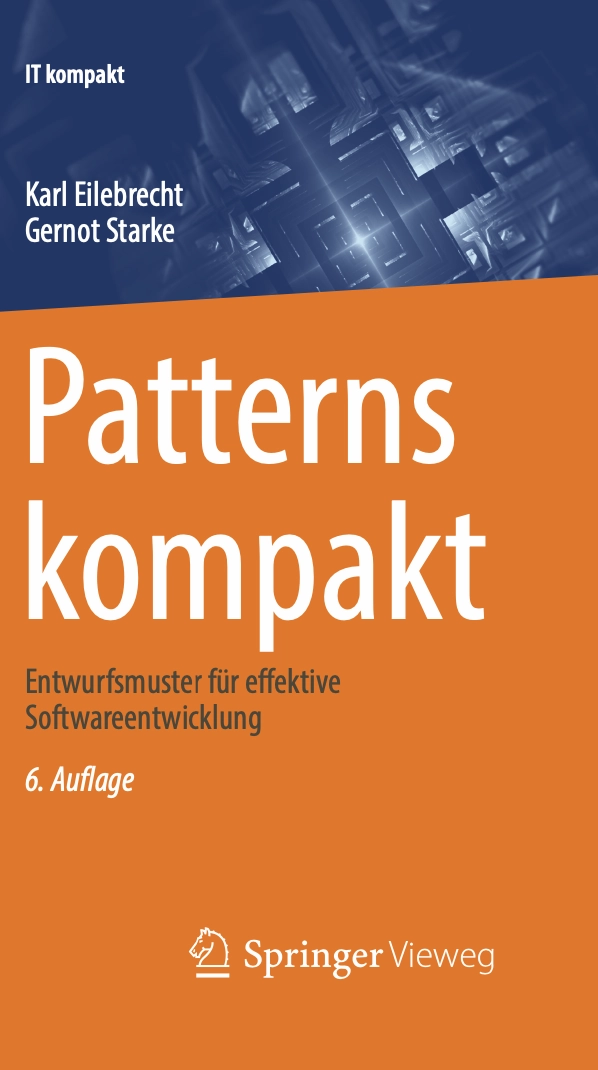 IT kompakt
Karl Eilebrecht
Gernot Starke
Patterns
kompakt
Entwurfsmuster für effektive
Softwareentwicklung
6. Auflage
Springer Vieweg